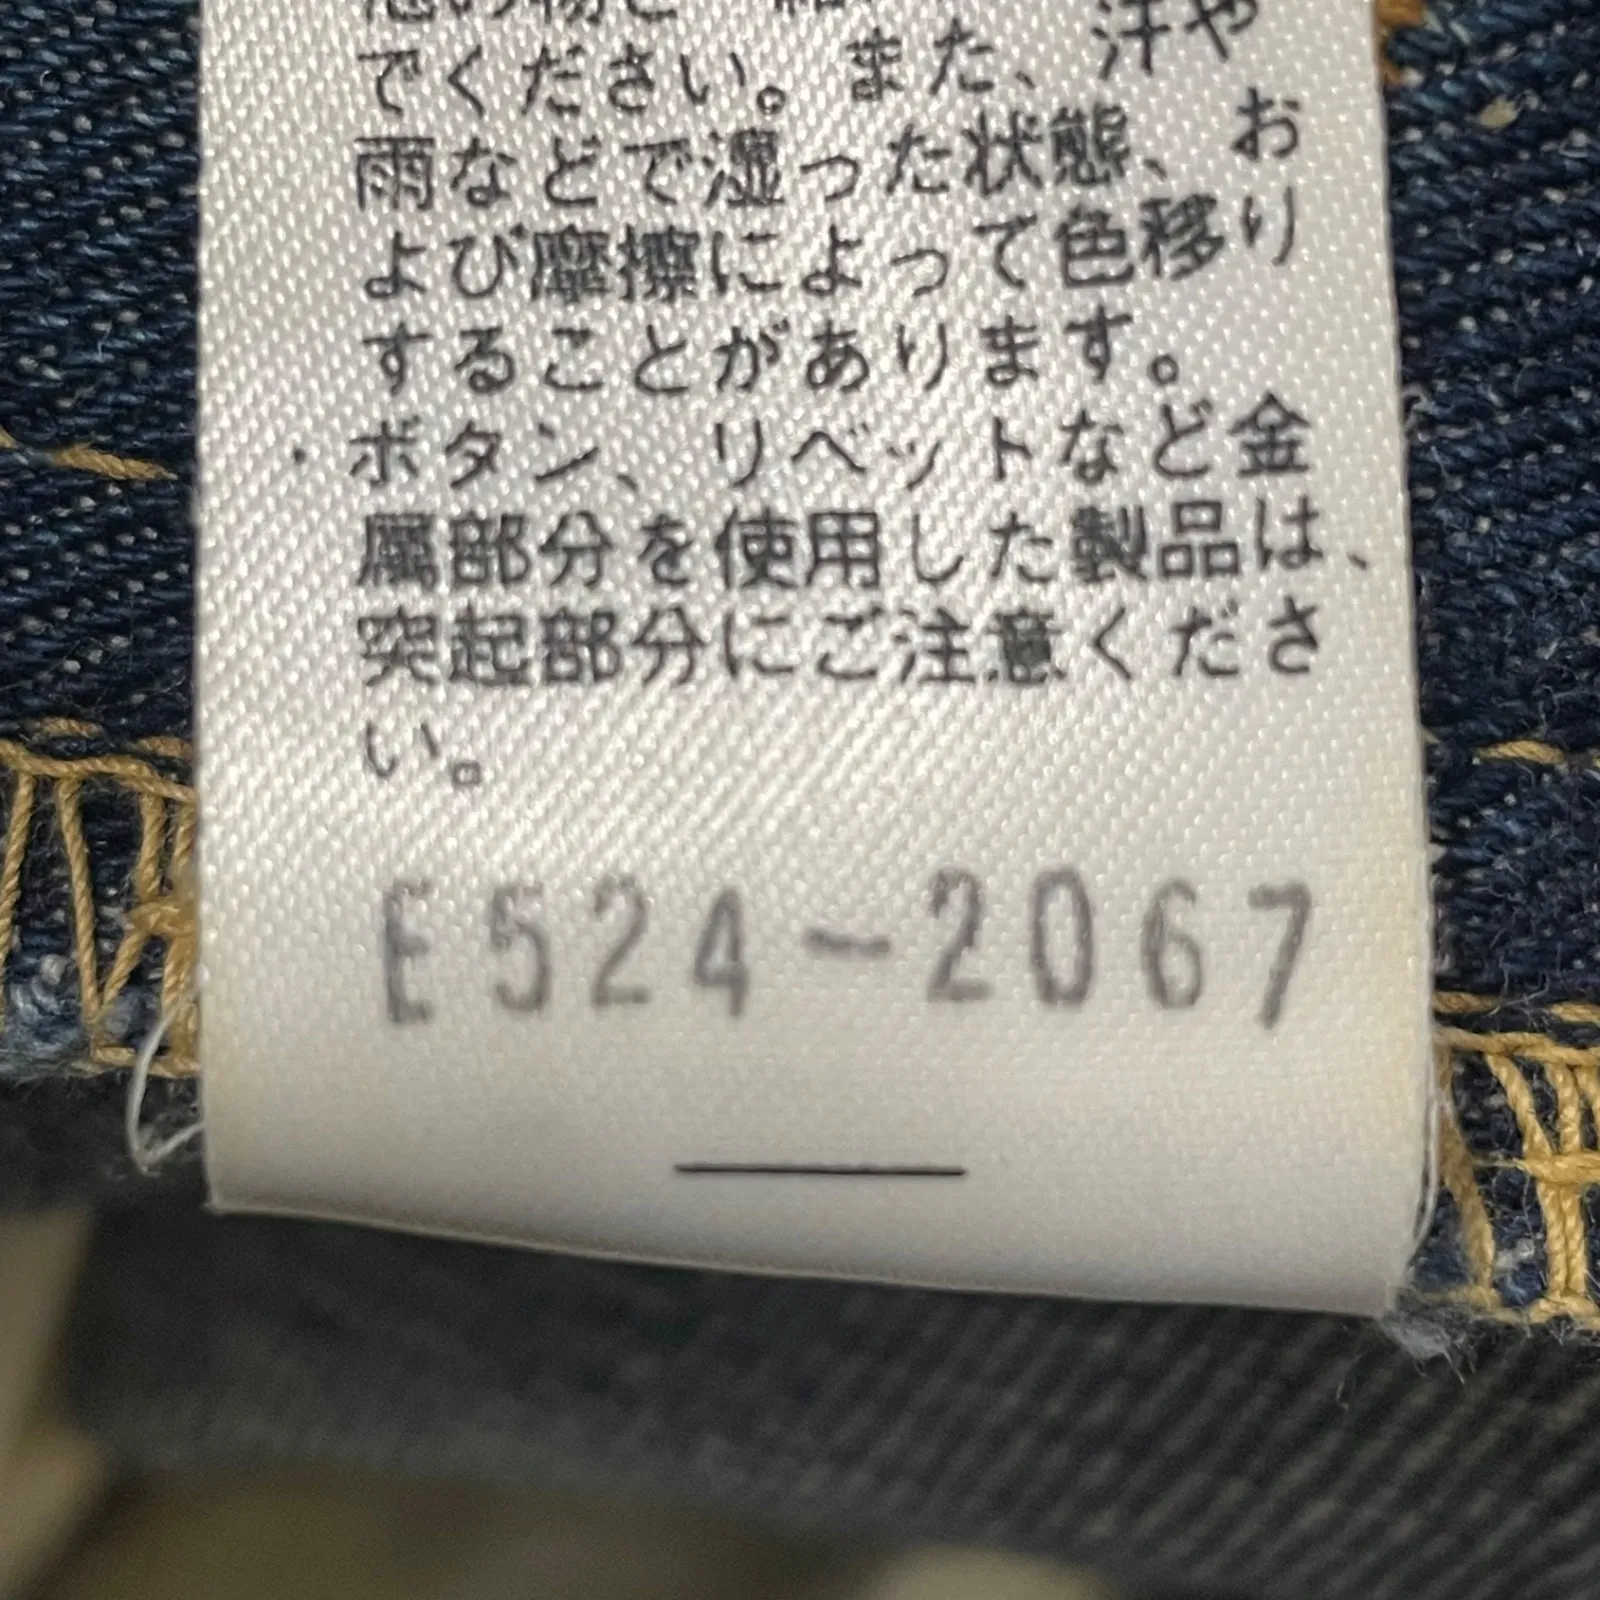 でください。また、汗や
雨などで湿った状態、お
よび摩擦によって色移り
することがあります。
・ボタン、リベットなど金
属部分を使用した製品は、
突起部分にご注意くださ
い。
E524-2067